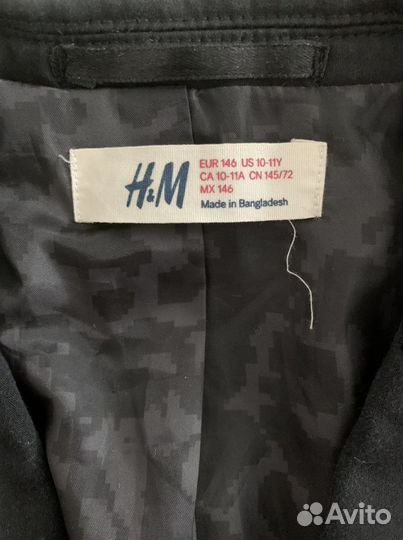 H&M
EUR 146 US 10-11Y
CA 10-11A CN 145/72
MX 146
Made in Bangladesh
Avito